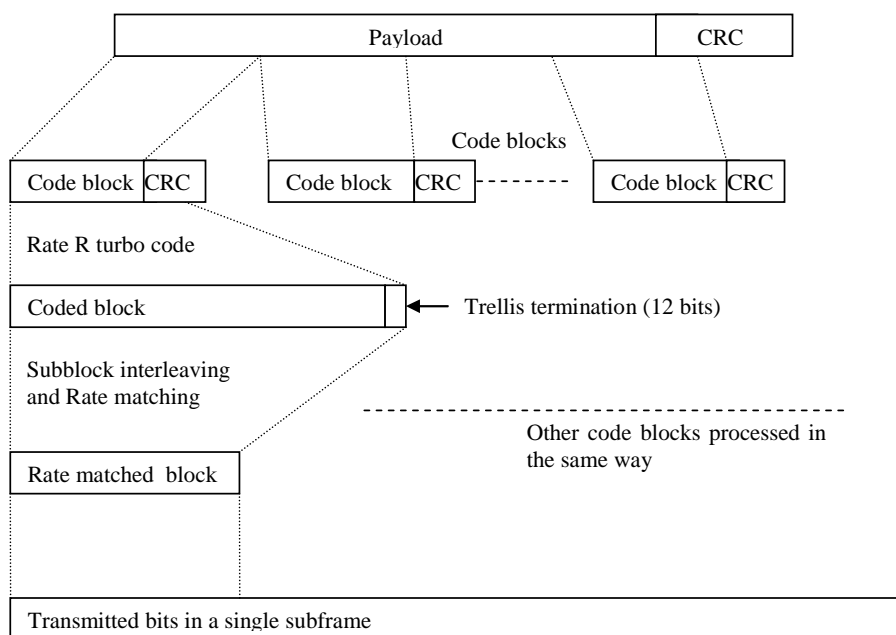 Payload
CRC
Code blocks
Code block
CRC
Code block
CRC
Code block
CRC
Rate R turbo code
Coded block
Trellis termination (12 bits)
Subblock interleaving
and Rate matching
Other code blocks processed in
the same way
Rate matched block
Transmitted bits in a single subframe